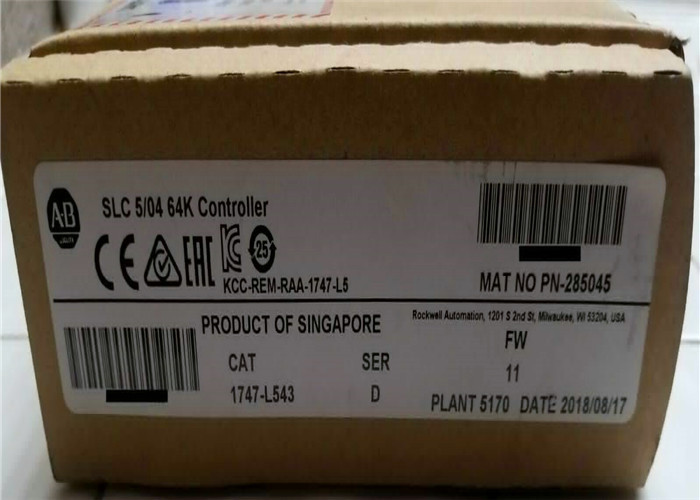 A-B
SLC 5/04 64K Controller
CE EAC 25
KCC-REM-RAA-1747-L5
MAT NO PN-285045
PRODUCT OF SINGAPORE
Rockwell Automation, 1201 S 2nd St, Milwaukee, WI 53204, USA
CAT SER FW
1747-L543 D 11
PLANT 5170 DATE 2018/08/17